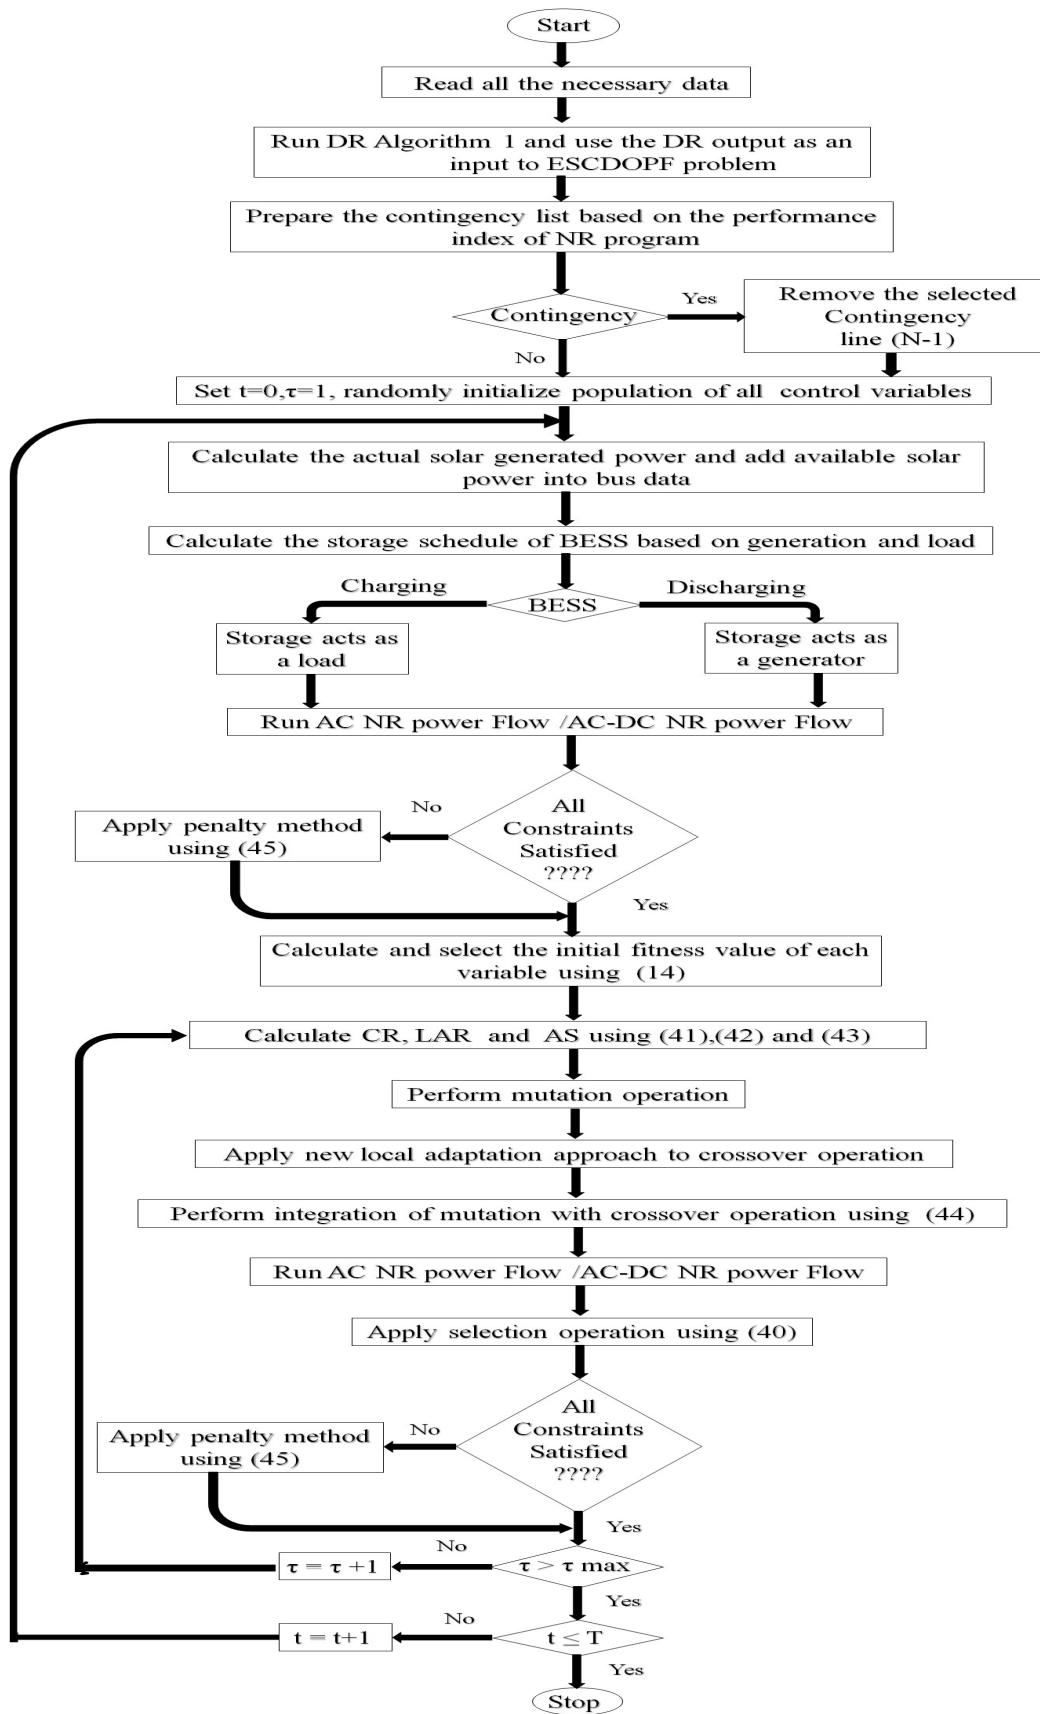 Start
Read all the necessary data
Run DR Algorithm 1 and use the DR output as an
input to ESCDOPF problem
Prepare the contingency list based on the performance
index of NR program
Contingency
Yes
Remove the selected
Contingency
line (N-1)
No
Set t=0,τ=1, randomly initialize population of all control variables
Calculate the actual solar generated power and add available solar
power into bus data
Calculate the storage schedule of BESS based on generation and load
Charging
BESS
Discharging
Storage acts as
a load
Storage acts as
a generator
Run AC NR power Flow /AC-DC NR power Flow
All
Constraints
Satisfied
????
No
Apply penalty method
using (45)
Yes
Calculate and select the initial fitness value of each
variable using (14)
Calculate CR, LAR and AS using (41),(42) and (43)
Perform mutation operation
Apply new local adaptation approach to crossover operation
Perform integration of mutation with crossover operation using (44)
Run AC NR power Flow /AC-DC NR power Flow
Apply selection operation using (40)
All
Constraints
Satisfied
????
No
Apply penalty method
using (45)
Yes
τ > τ max
No
τ = τ +1
Yes
t ≤ T
No
t = t+1
Yes
Stop